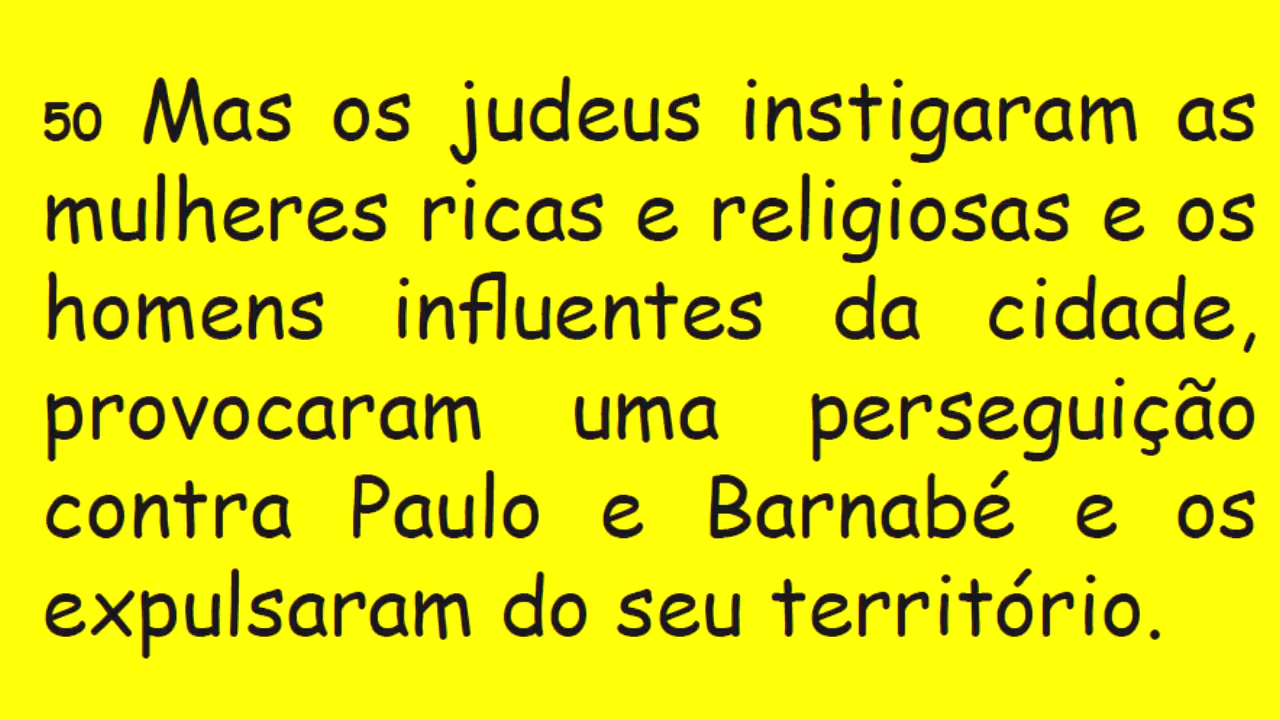 50 Mas os judeus instigaram as
mulheres ricas e religiosas e os
homens influentes da cidade,
provocaram uma perseguição
contra Paulo e Barnabé e os
expulsaram do seu território.